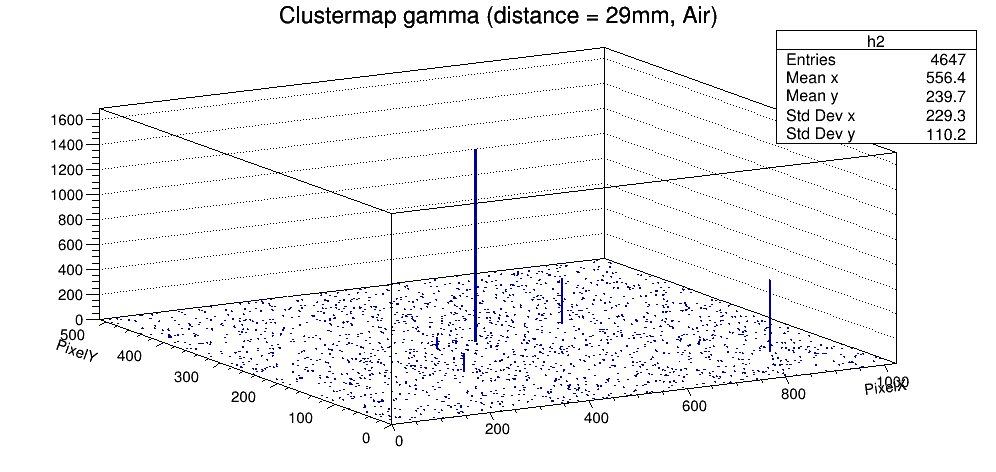 Clustermap gamma (distance = 29mm, Air)
h2
Entries 4647
Mean x 556.4
Mean y 239.7
Std Dev x 229.3
Std Dev y 110.2
1600
1400
1200
1000
800
600
400
200
0
500
PixelY
400
300
200
100
0
0
200
400
600
800
1000
PixelX